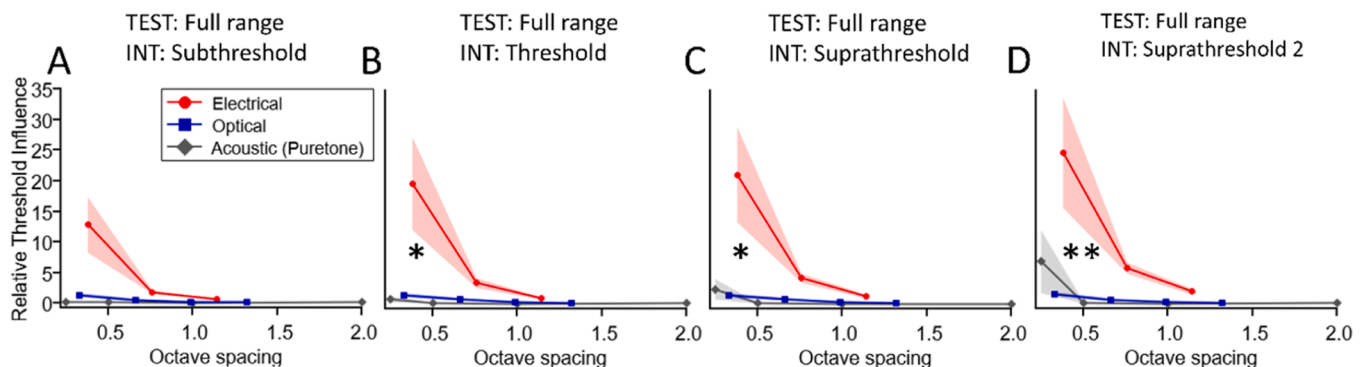 TEST: Full range
INT: Subthreshold
TEST: Full range
INT: Threshold
TEST: Full range
INT: Suprathreshold
TEST: Full range
INT: Suprathreshold 2
A
B
C
D
Relative Threshold Influence
35
30
25
20
15
10
5
0
Electrical
Optical
Acoustic (Puretone)
*
*
**
0.5 1.0 1.5 2.0
0.5 1.0 1.5 2.0
0.5 1.0 1.5 2.0
0.5 1.0 1.5 2.0
Octave spacing
Octave spacing
Octave spacing
Octave spacing